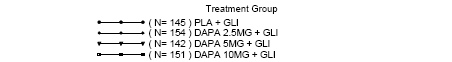 Treatment Group
( N= 145 ) PLA + GLI
( N= 154 ) DAPA 2.5MG + GLI
( N= 142 ) DAPA 5MG + GLI
( N= 151 ) DAPA 10MG + GLI